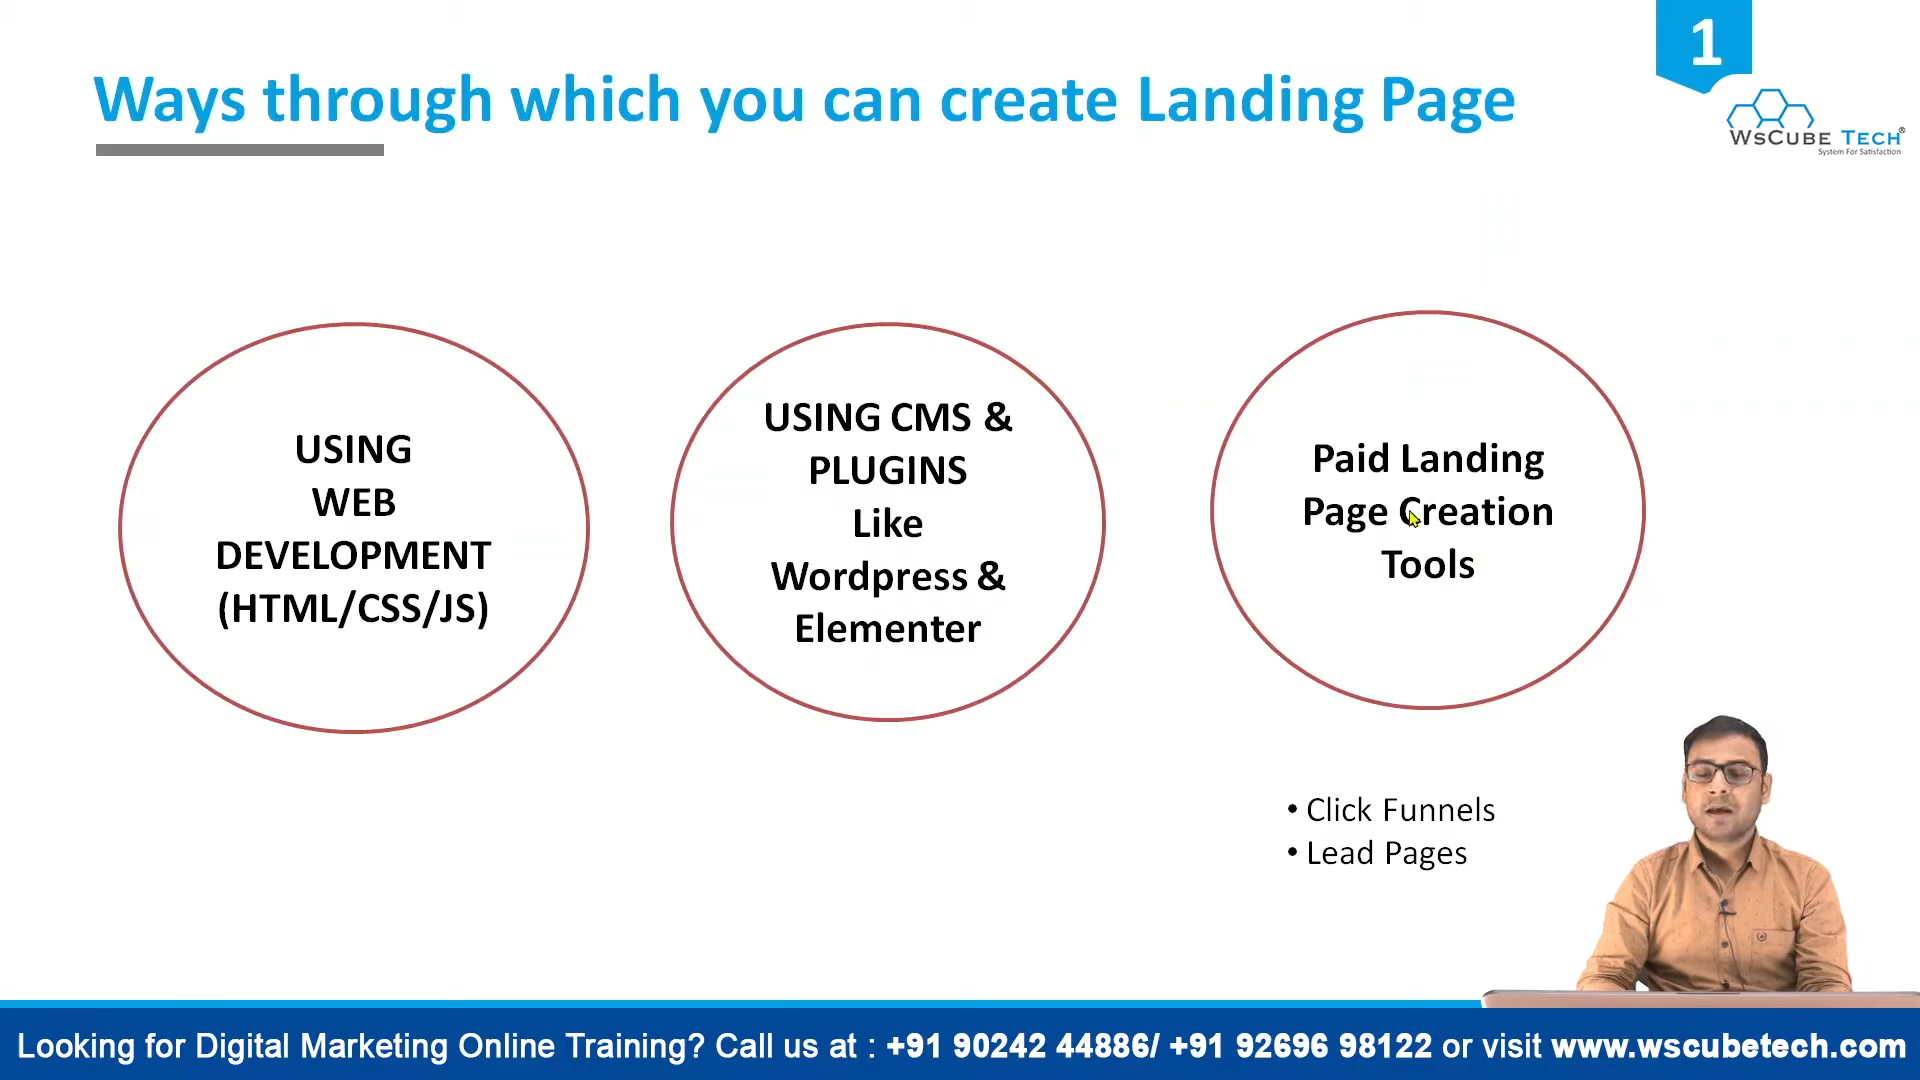 1
Ways through which you can create Landing Page
WSCUBE TECH®
System For Satisfaction
USING
WEB
DEVELOPMENT
(HTML/CSS/JS)
USING CMS &
PLUGINS
Like
Wordpress &
Elementer
Paid Landing
Page Creation
Tools
• Click Funnels
• Lead Pages
Looking for Digital Marketing Online Training? Call us at : +91 90242 44886/ +91 92696 98122 or visit www.wscubetech.com